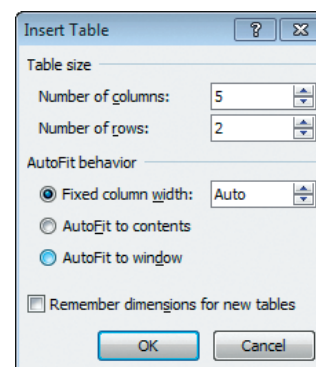 Insert Table
Table size
Number of columns: 5
Number of rows: 2
AutoFit behavior
Fixed column width: Auto
AutoFit to contents
AutoFit to window
Remember dimensions for new tables
OK Cancel